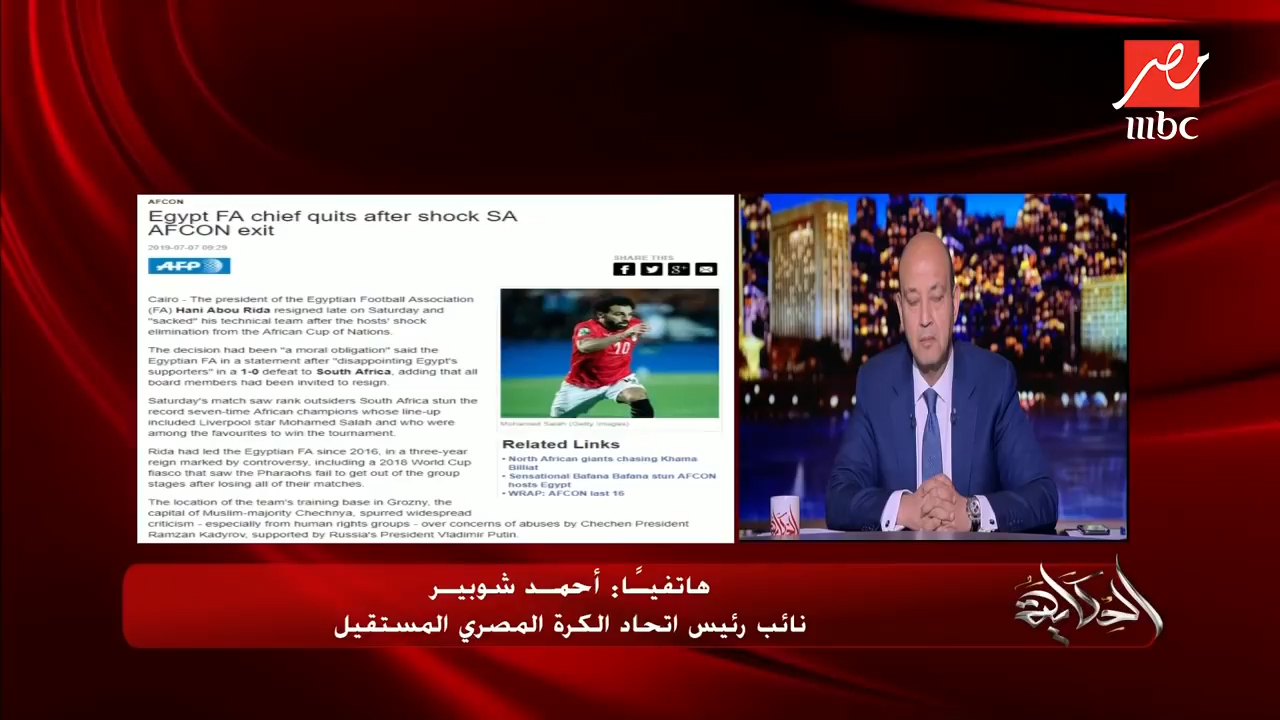 مصر
mbc
AFCON
Egypt FA chief quits after shock SA
AFCON exit
2019-07-07 09:29
AFP
SHARE THIS
Cairo - The president of the Egyptian Football Association
(FA) Hani Abou Rida resigned late on Saturday and
"sacked" his technical team after the hosts' shock
elimination from the African Cup of Nations.
The decision had been "a moral obligation" said the
Egyptian FA in a statement after "disappointing Egypt's
supporters" in a 1-0 defeat to South Africa, adding that all
board members had been invited to resign.
Saturday's match saw rank outsiders South Africa stun the
record seven-time African champions whose line-up
included Liverpool star Mohamed Salah and who were
among the favourites to win the tournament.
Rida had led the Egyptian FA since 2016, in a three-year
reign marked by controversy, including a 2018 World Cup
fiasco that saw the Pharaohs fail to get out of the group
stages after losing all of their matches.
The location of the team's training base in Grozny, the
capital of Muslim-majority Chechnya, spurred widespread
criticism - especially from human rights groups - over concerns of abuses by Chechen President
Ramzan Kadyrov, supported by Russia's President Vladimir Putin.
10
Mohamed Salah (Getty Images)
Related Links
• North African giants chasing Khama
Billiat
• Sensational Bafana Bafana stun AFCON
hosts Egypt
• WRAP: AFCON last 16
الحكاية
هاتفيًا: أحمد شوبير
نائب رئيس اتحاد الكرة المصري المستقيل
الحكاية